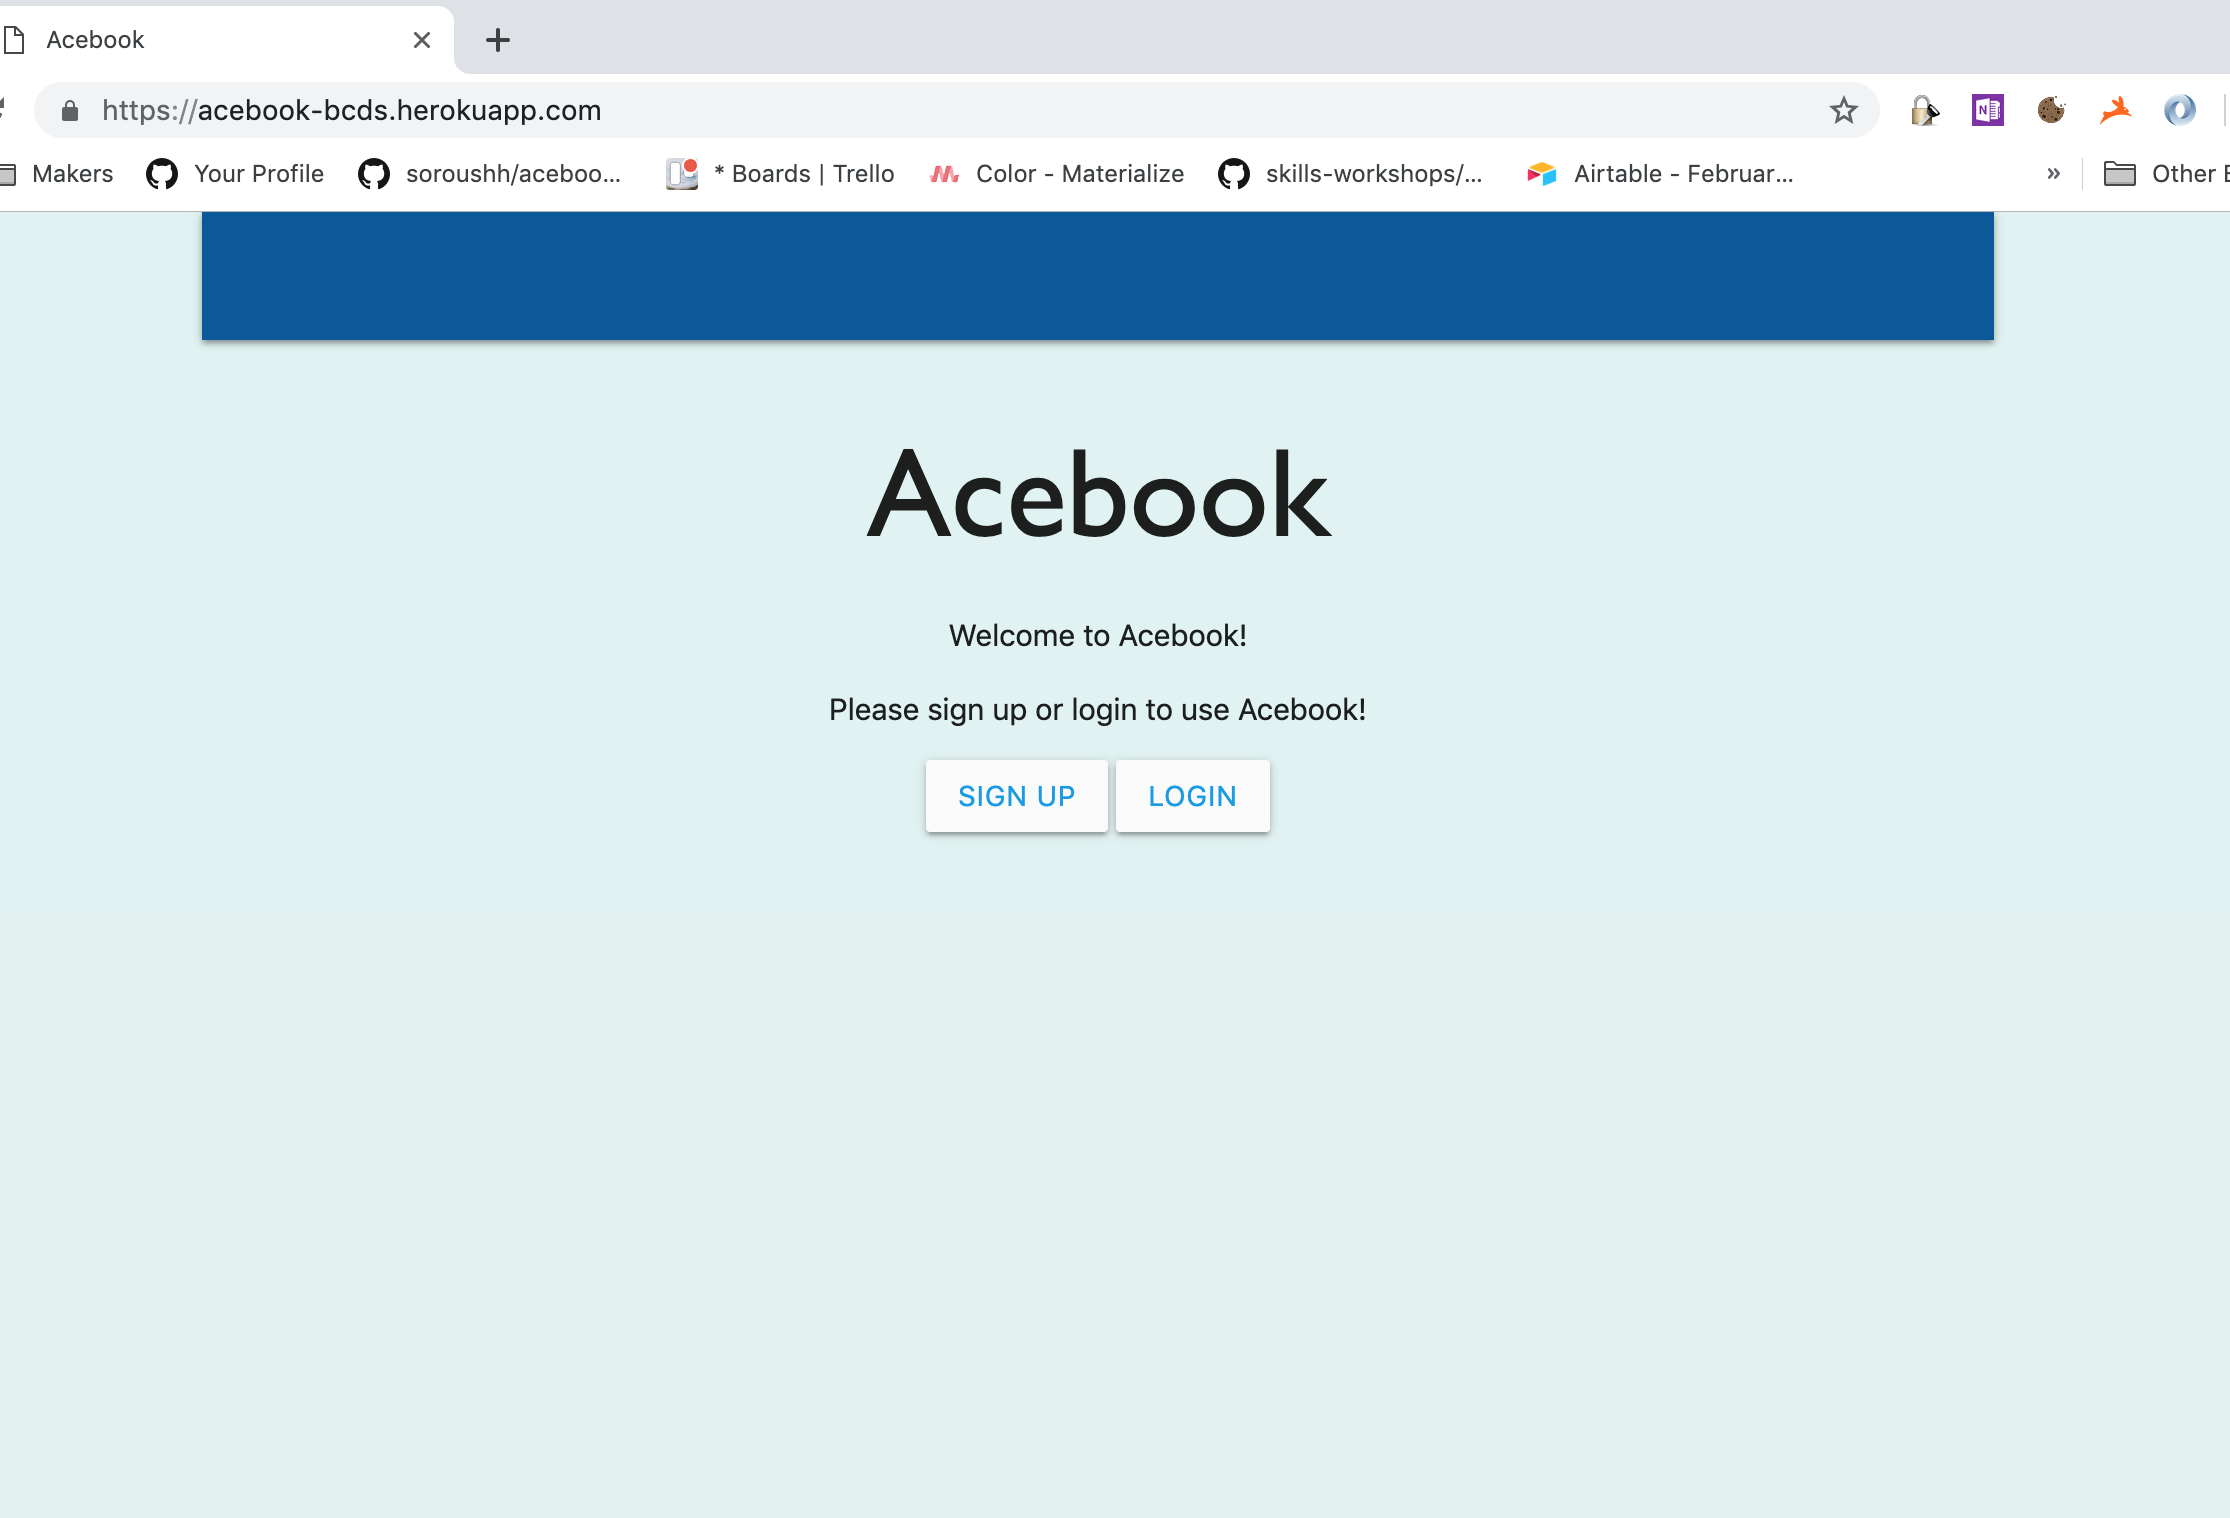 Acebook
https://acebook-bcds.herokuapp.com
Makers Your Profile soroushh/aceboo... * Boards | Trello Color - Materialize skills-workshops/... Airtable - Februar... » Other B
Acebook
Welcome to Acebook!
Please sign up or login to use Acebook!
SIGN UP LOGIN